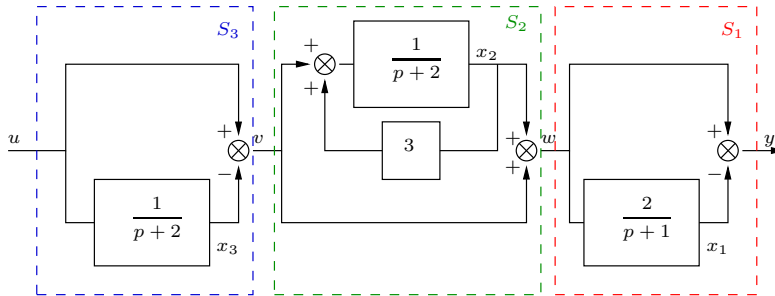 S₃
S₂
S₁
+
1
p + 2
x₂
+
u
+
v
3
+
w
+
y
−
+
−
1
p + 2
x₃
2
p + 1
x₁